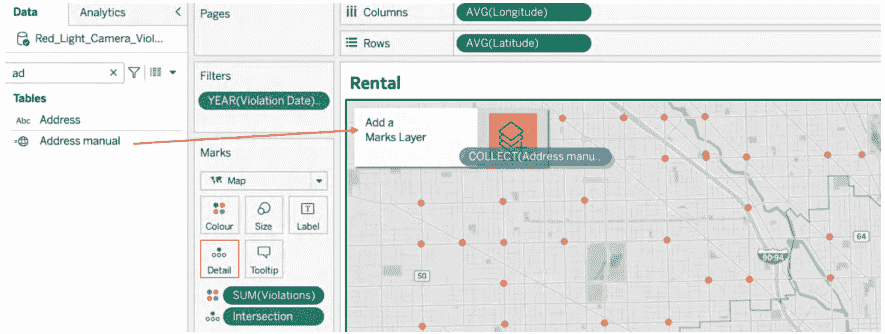 Data
Analytics
Red_Light_Camera_Viol...
ad
Tables
Abc Address
Address manual
Pages
Filters
YEAR(Violation Date)..
Marks
Map
Colour
Size
Label
Detail
Tooltip
SUM(Violations)
Intersection
Columns
AVG(Longitude)
Rows
AVG(Latitude)
Rental
Add a
Marks Layer
COLLECT(Address manu..
50
90-94
64